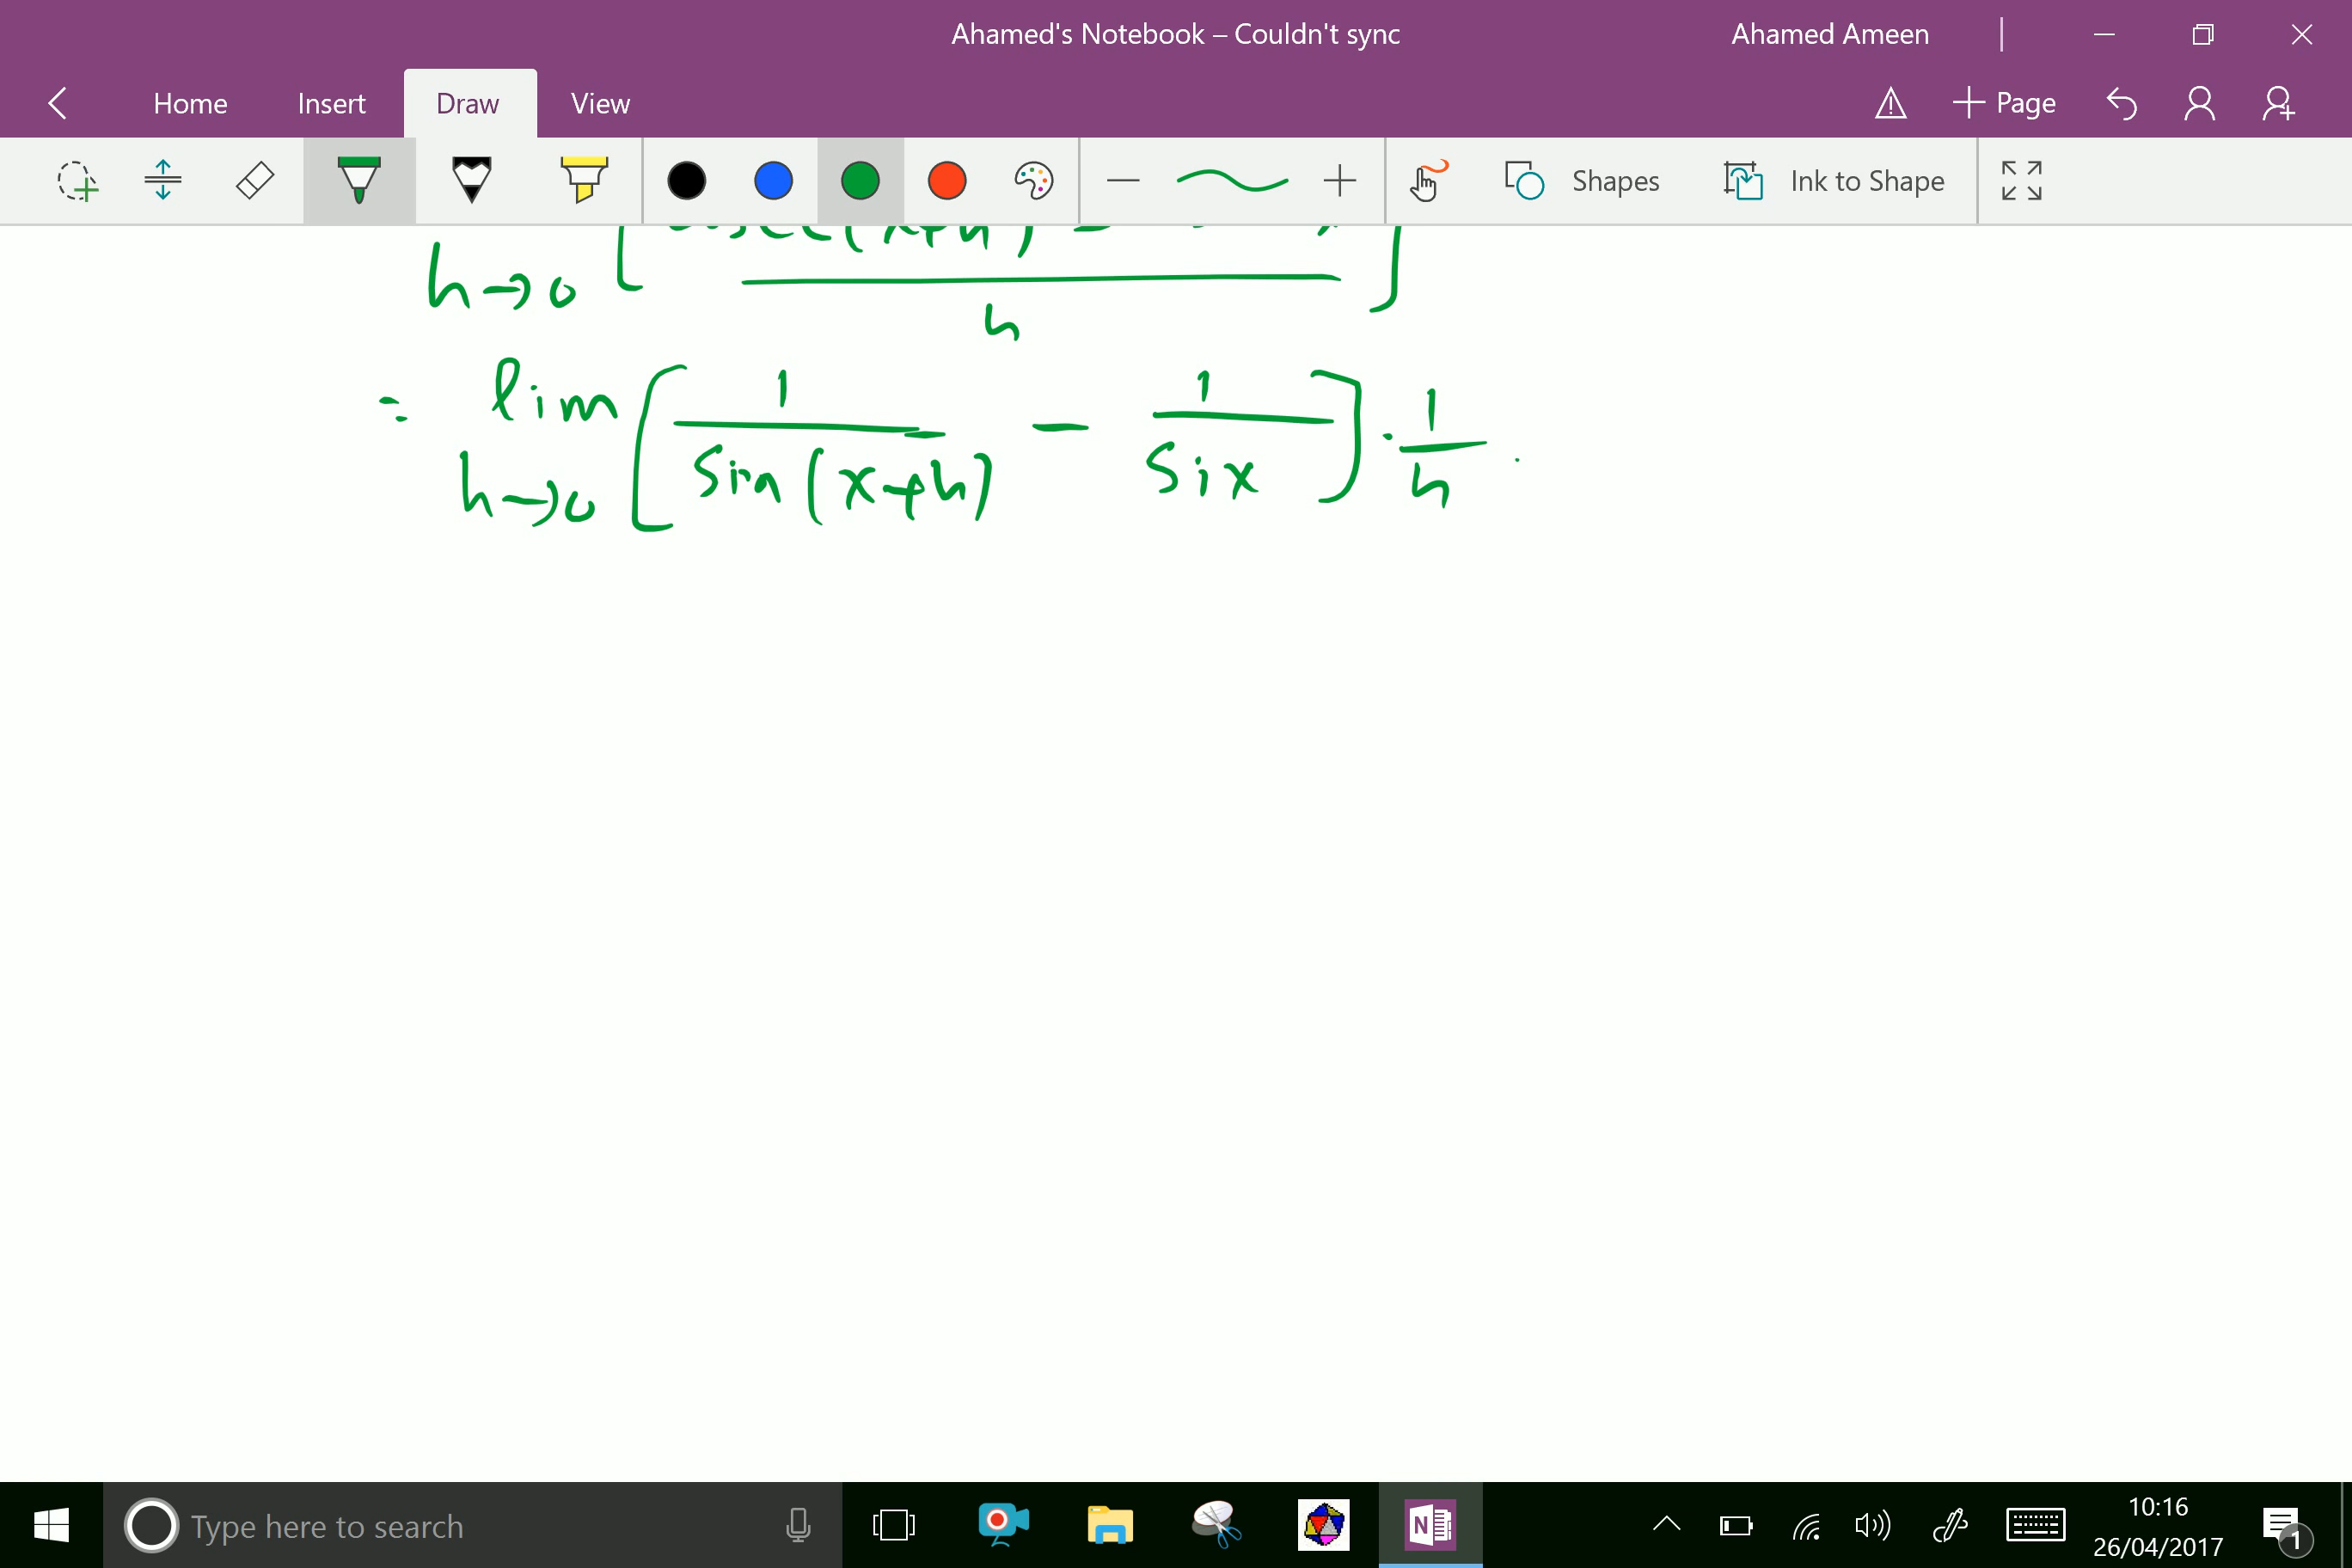 Ahamed's Notebook – Couldn't sync
Ahamed Ameen
Home Insert Draw View
Page
Shapes
Ink to Shape
h→0
h
= lim h→0 [ 1/sin(x+h) − 1/six ] · 1/h .
Type here to search
N
10:16
26/04/2017
1